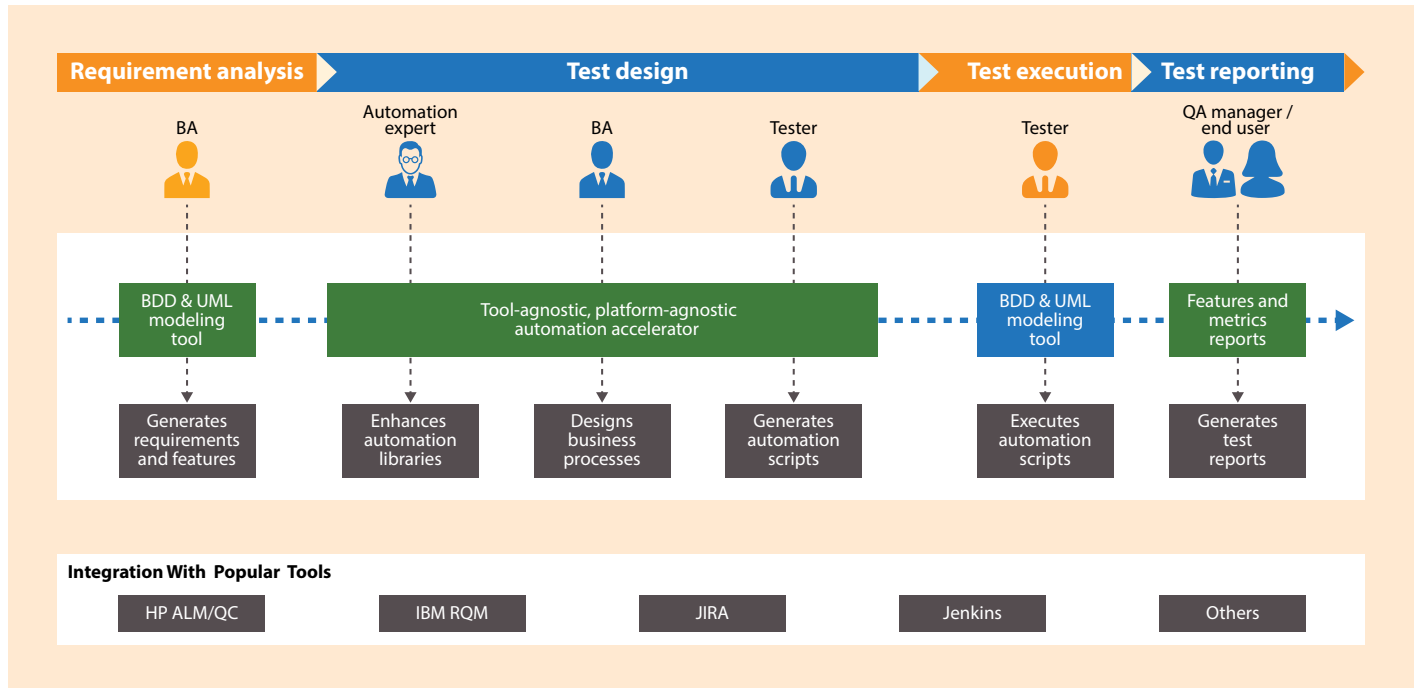 Requirement analysis
Test design
Test execution
Test reporting
BA
Automation
expert
BA
Tester
Tester
QA manager /
end user
BDD & UML
modeling
tool
Tool-agnostic, platform-agnostic
automation accelerator
BDD & UML
modeling
tool
Features and
metrics
reports
Generates
requirements
and features
Enhances
automation
libraries
Designs
business
processes
Generates
automation
scripts
Executes
automation
scripts
Generates
test
reports
Integration With Popular Tools
HP ALM/QC
IBM RQM
JIRA
Jenkins
Others